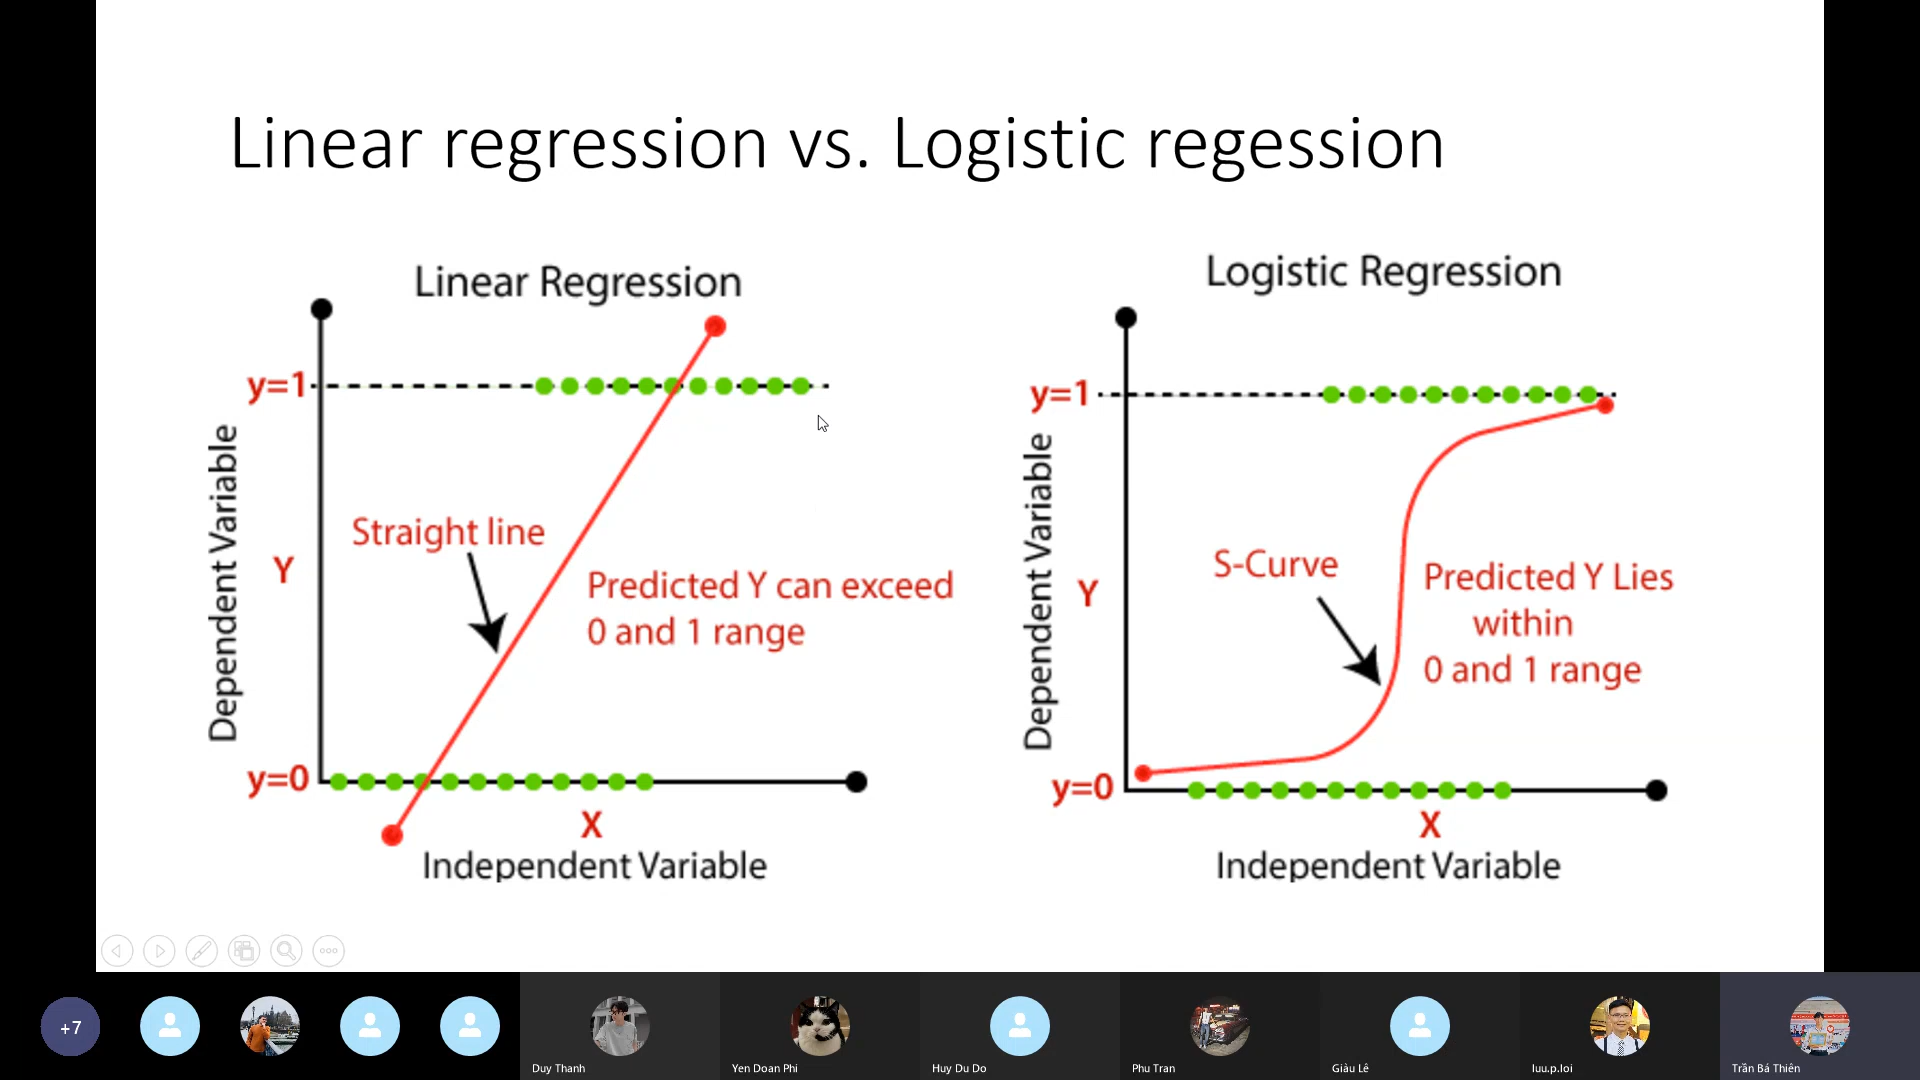 Linear regression vs. Logistic regession
Linear Regression
y=1
Dependent Variable
Y
Straight line
Predicted Y can exceed
0 and 1 range
y=0
X
Independent Variable
Logistic Regression
y=1
Dependent Variable
Y
S-Curve
Predicted Y Lies
within
0 and 1 range
y=0
X
Independent Variable
+7
Duy Thanh
Yen Doan Phi
Huy Du Do
Phu Tran
Giàu Lê
luu.p.loi
Trần Bá Thiên